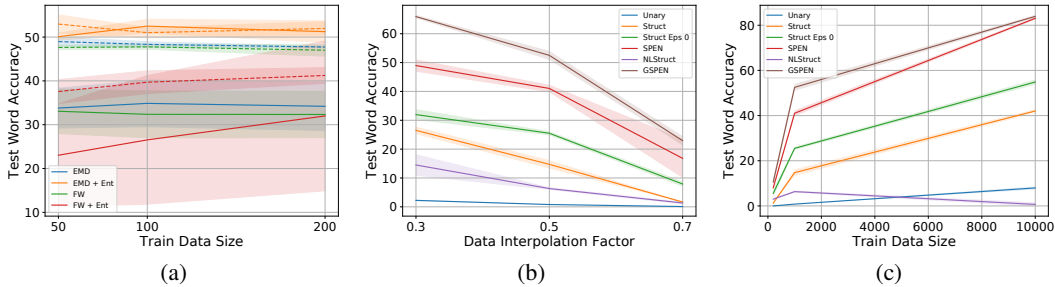 Test Word Accuracy
50
40
30
20
10
EMD
EMD + Ent
FW
FW + Ent
50
100
200
Train Data Size
(a)
Test Word Accuracy
60
50
40
30
20
10
0
Unary
Struct
Struct Eps 0
SPEN
NLStruct
GSPEN
0.3
0.5
0.7
Data Interpolation Factor
(b)
Test Word Accuracy
80
60
40
20
0
Unary
Struct
Struct Eps 0
SPEN
NLStruct
GSPEN
0
2000
4000
6000
8000
10000
Train Data Size
(c)